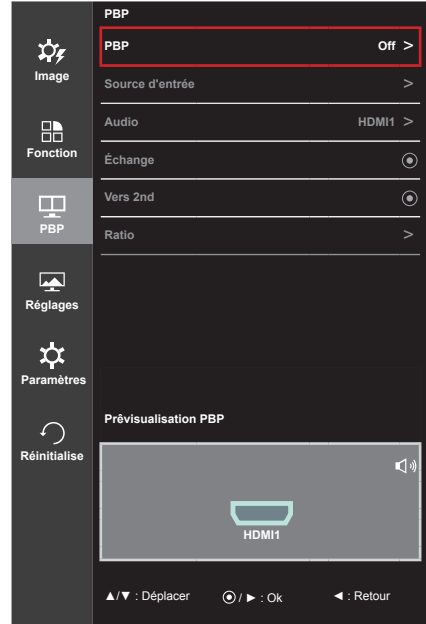 PBP
PBP Off >
Source d'entrée >
Audio HDMI1 >
Échange
Vers 2nd
Ratio >
Image
Fonction
PBP
Réglages
Paramètres
Réinitialise
Prêvisualisation PBP
HDMI1
▲/▼ : Déplacer ◉ / ► : Ok ◄ : Retour